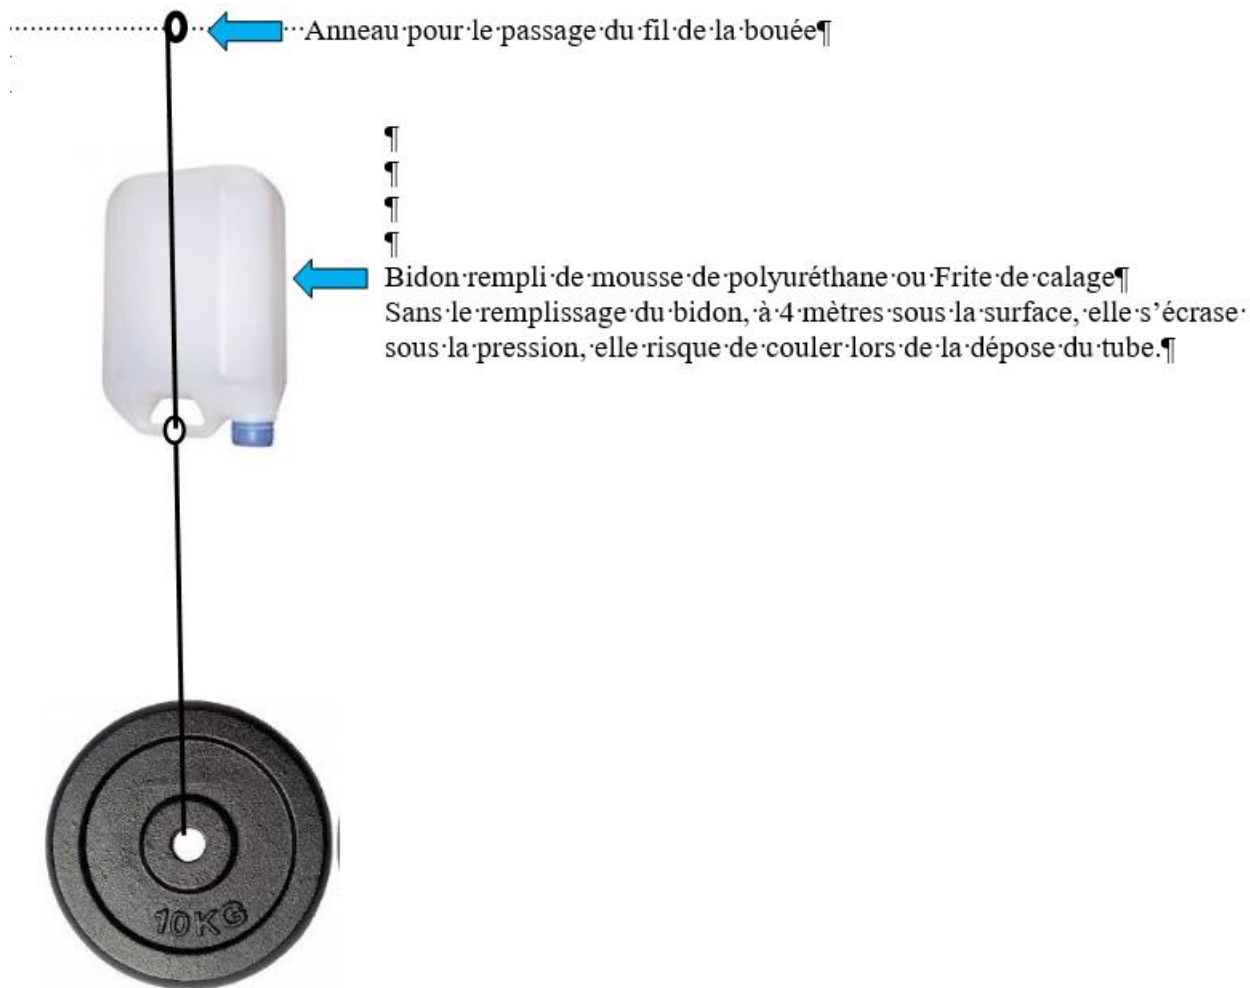 Anneau pour le passage du fil de la bouée¶
¶
¶
¶
¶
Bidon rempli de mousse de polyuréthane ou Frite de calage¶
Sans le remplissage du bidon, à 4 mètres sous la surface, elle s’écrase
sous la pression, elle risque de couler lors de la dépose du tube.¶
10KG